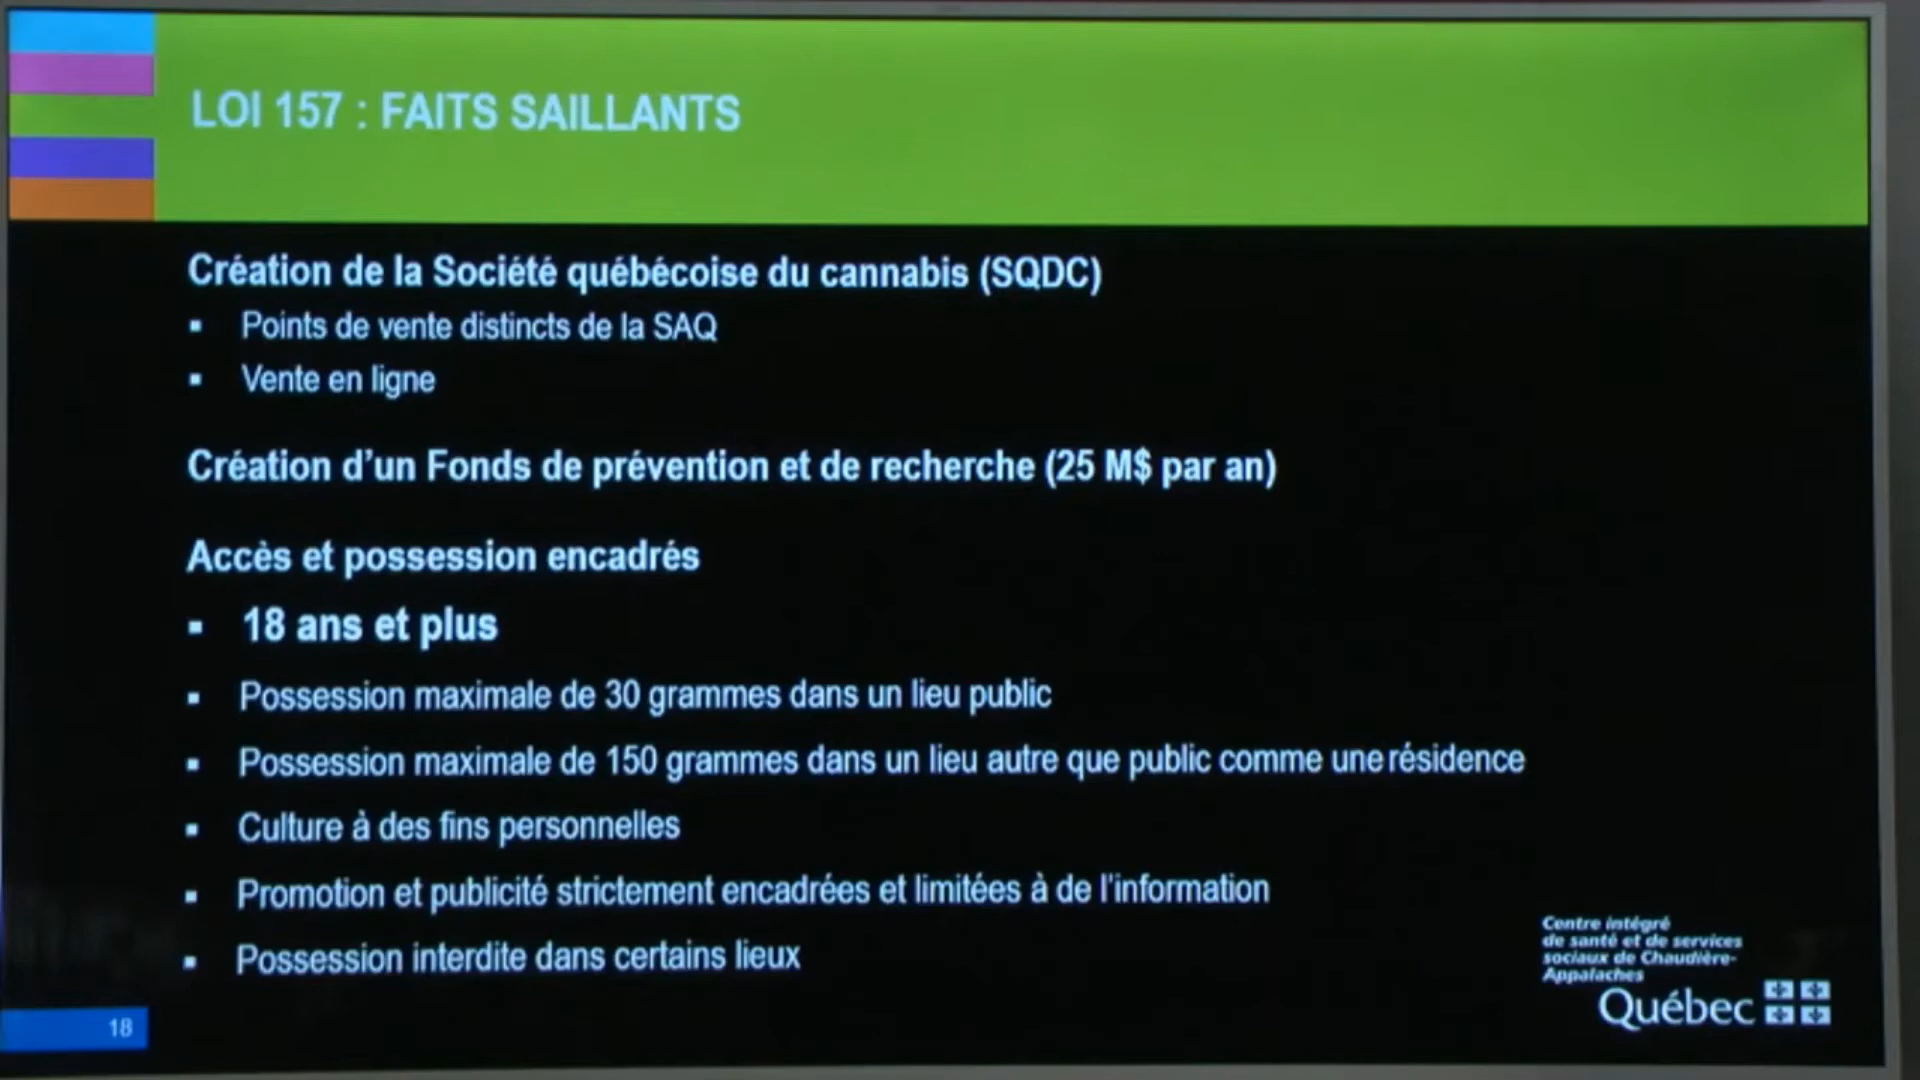 LOI 157 : FAITS SAILLANTS
Création de la Société québécoise du cannabis (SQDC)
▪ Points de vente distincts de la SAQ
▪ Vente en ligne
Création d'un Fonds de prévention et de recherche (25 M$ par an)
Accès et possession encadrés
▪ 18 ans et plus
▪ Possession maximale de 30 grammes dans un lieu public
▪ Possession maximale de 150 grammes dans un lieu autre que public comme une résidence
▪ Culture à des fins personnelles
▪ Promotion et publicité strictement encadrées et limitées à de l'information
▪ Possession interdite dans certains lieux
Centre intégré
de santé et de services
sociaux de Chaudière-
Appalaches
Québec
18